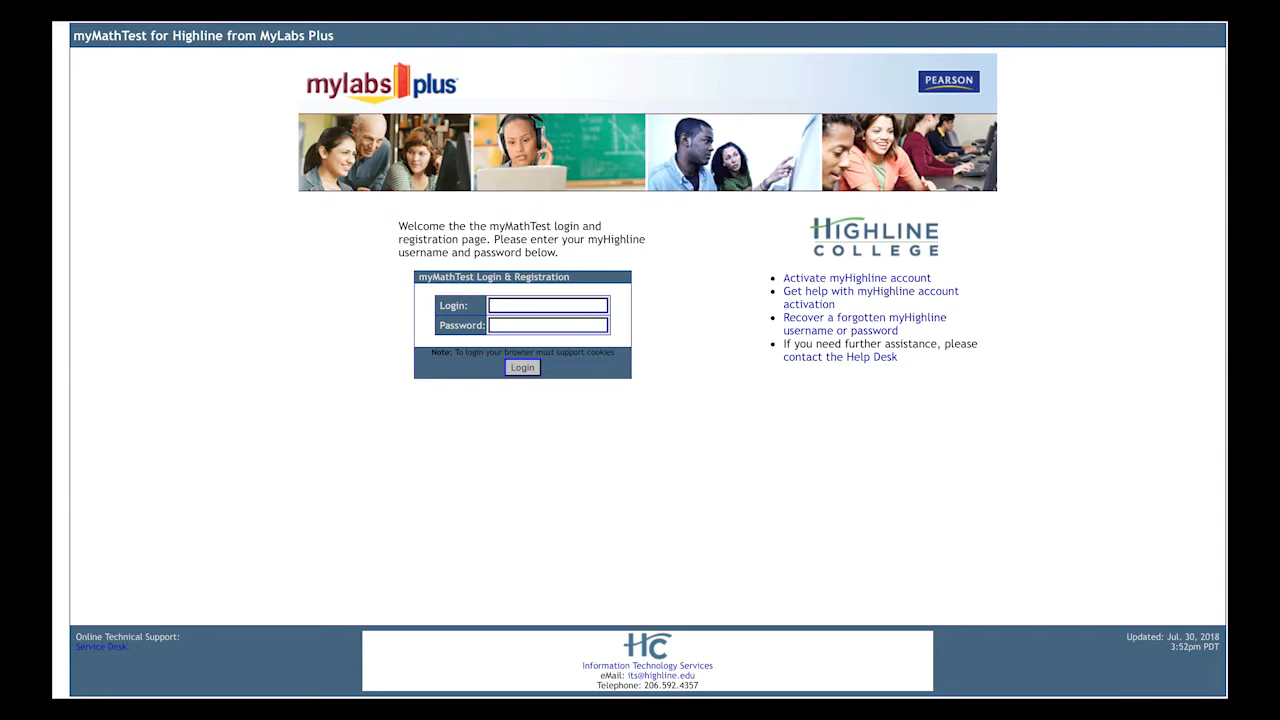 myMathTest for Highline from MyLabs Plus
mylabs plus
PEARSON
Welcome the the myMathTest login and
registration page. Please enter your myHighline
username and password below.
myMathTest Login & Registration
Login:
Password:
Note: To login your browser must support cookies
Login
HIGHLINE
COLLEGE
Activate myHighline account
Get help with myHighline account
activation
Recover a forgotten myHighline
username or password
If you need further assistance, please
contact the Help Desk
Online Technical Support:
Service Desk
HC
Information Technology Services
eMail: its@highline.edu
Telephone: 206.592.4357
Updated: Jul. 30, 2018
3:52pm PDT